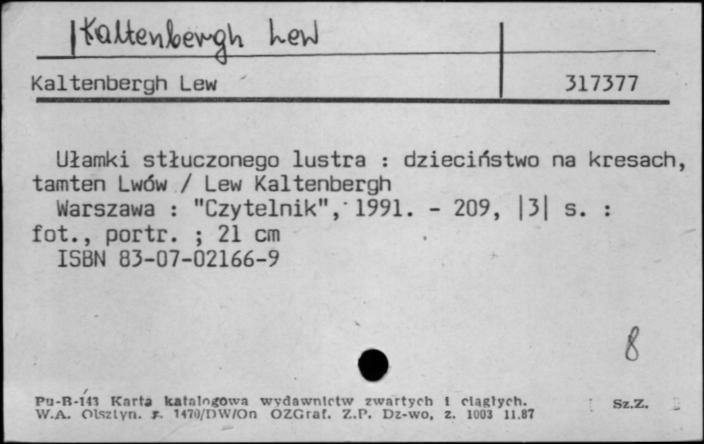 Kaltenbergh Lew
Kaltenbergh Lew 317377
Ułamki stłuczonego lustra : dzieciństwo na kresach,
tamten Lwów / Lew Kaltenbergh
Warszawa : "Czytelnik", 1991. - 209, |3| s. :
fot., portr. ; 21 cm
ISBN 83-07-02166-9
8
Pu-B-143 Karta katalogowa wydawnictw zwartych i ciągłych. Sz.Z.
W.A. Olsztyn. z. 1470/DW/On OZGraf. Z.P. Dz-wo, z. 1003 11.87